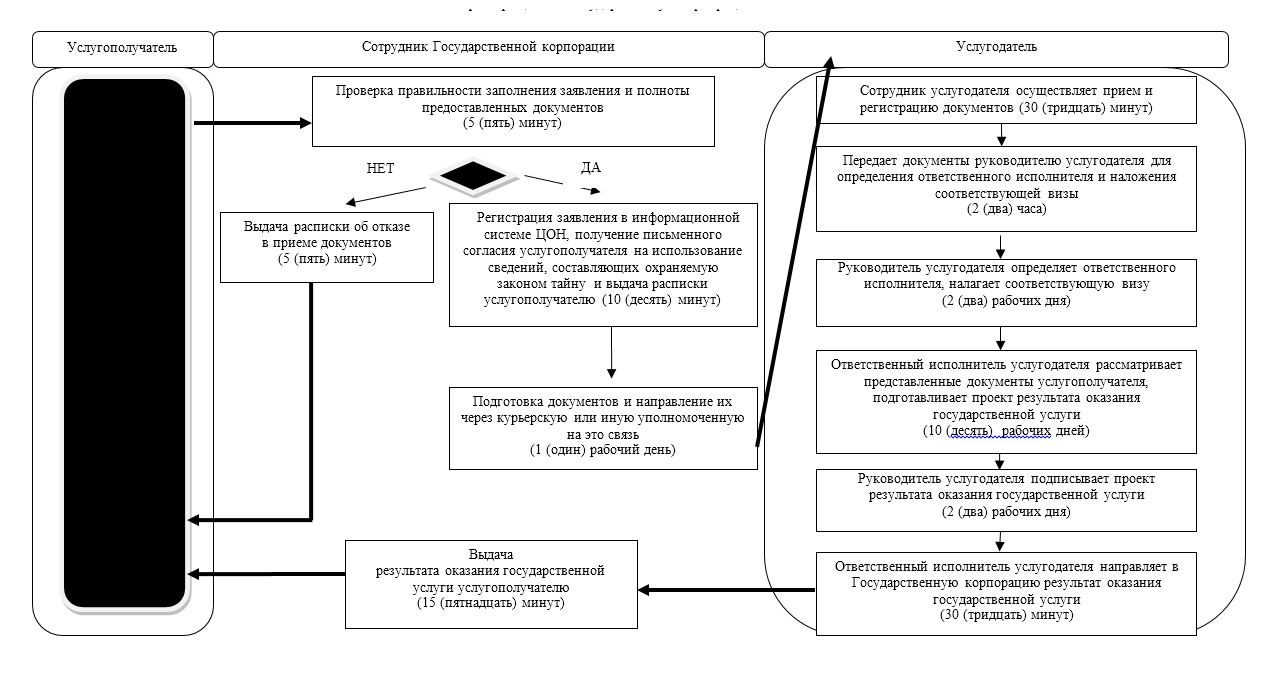 Услугополучатель
Сотрудник Государственной корпорации
Услугодатель
Проверка правильности заполнения заявления и полноты
предоставленных документов
(5 (пять) минут)
НЕТ
ДА
Выдача расписки об отказе
в приеме документов
(5 (пять) минут)
Регистрация заявления в информационной
системе ЦОН, получение письменного
согласия услугополучателя на использование
сведений, составляющих охраняемую
законом тайну и выдача расписки
услугополучателю (10 (десять) минут)
Подготовка документов и направление их
через курьерскую или иную уполномоченную
на это связь
(1 (один) рабочий день)
Выдача
результата оказания государственной
услуги услугополучателю
(15 (пятнадцать) минут)
Сотрудник услугодателя осуществляет прием и
регистрацию документов (30 (тридцать) минут)
Передает документы руководителю услугодателя для
определения ответственного исполнителя и наложения
соответствующей визы
(2 (два) часа)
Руководитель услугодателя определяет ответственного
исполнителя, налагает соответствующую визу
(2 (два) рабочих дня)
Ответственный исполнитель услугодателя рассматривает
представленные документы услугополучателя,
подготавливает проект результата оказания
государственной услуги
(10 (десять) рабочих дней)
Руководитель услугодателя подписывает проект
результата оказания государственной услуги
(2 (два) рабочих дня)
Ответственный исполнитель услугодателя направляет в
Государственную корпорацию результат оказания
государственной услуги
(30 (тридцать) минут)